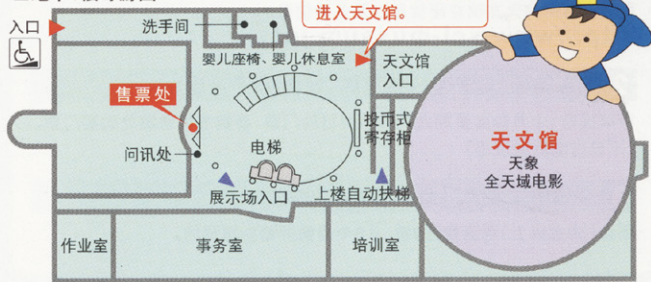 进入天文馆。
入口
洗手间
婴儿座椅、婴儿休息室
天文馆
入口
售票处
投币式
寄存柜
问讯处
电梯
展示场入口
上楼自动扶梯
天文馆
天象
全天域电影
作业室
事务室
培训室